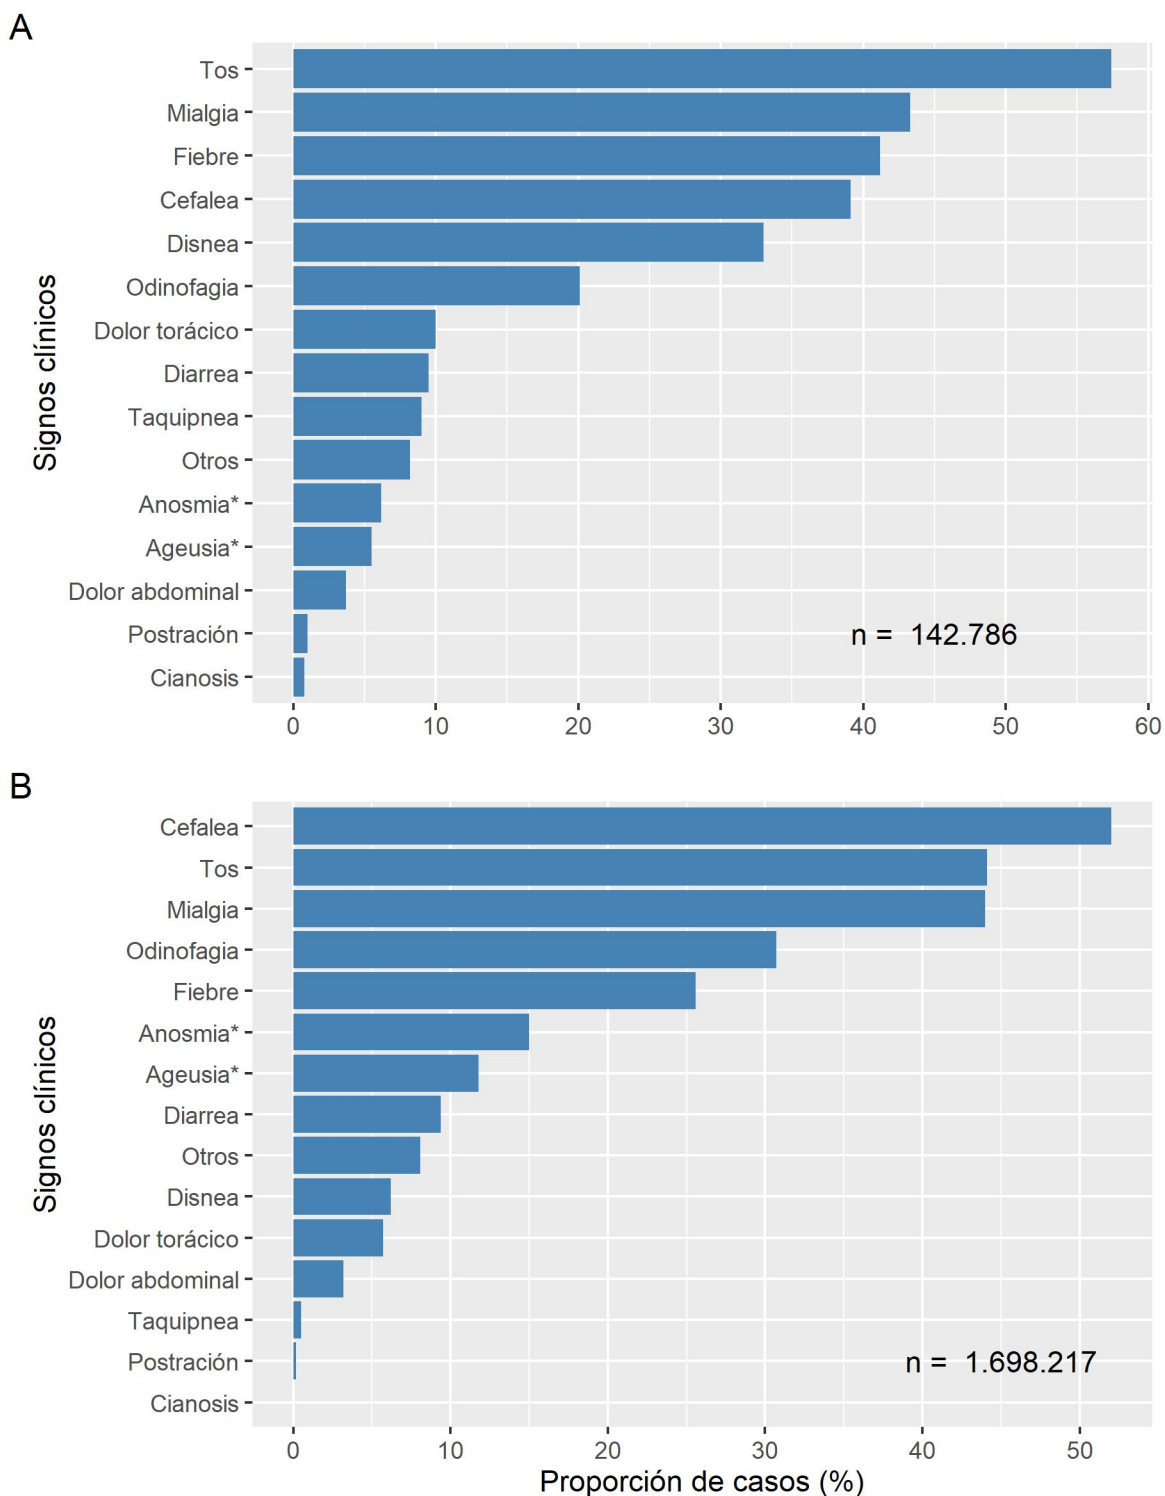 A
Signos clínicos
Tos
Mialgia
Fiebre
Cefalea
Disnea
Odinofagia
Dolor torácico
Diarrea
Taquipnea
Otros
Anosmia*
Ageusia*
Dolor abdominal
Postración
Cianosis
n = 142.786
0 10 20 30 40 50 60
B
Signos clínicos
Cefalea
Tos
Mialgia
Odinofagia
Fiebre
Anosmia*
Ageusia*
Diarrea
Otros
Disnea
Dolor torácico
Dolor abdominal
Taquipnea
Postración
Cianosis
n = 1.698.217
0 10 20 30 40 50
Proporción de casos (%)